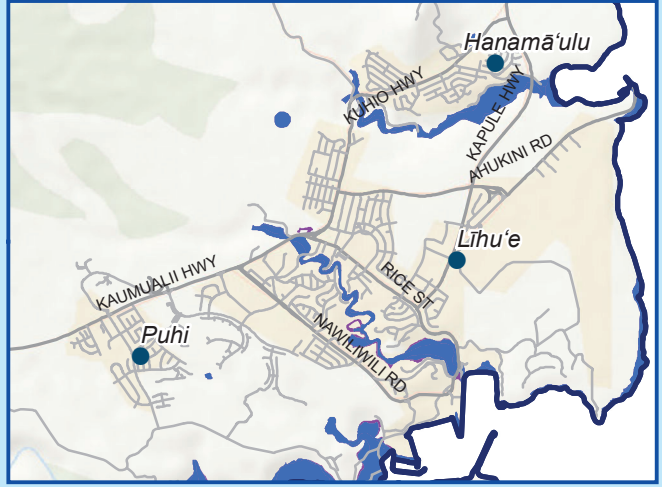 Hanamāʻulu
KUHIO HWY
KAPULE HWY
AHUKINI RD
Līhuʻe
RICE ST
KAUMUALII HWY
Puhi
NAWILIWILI RD